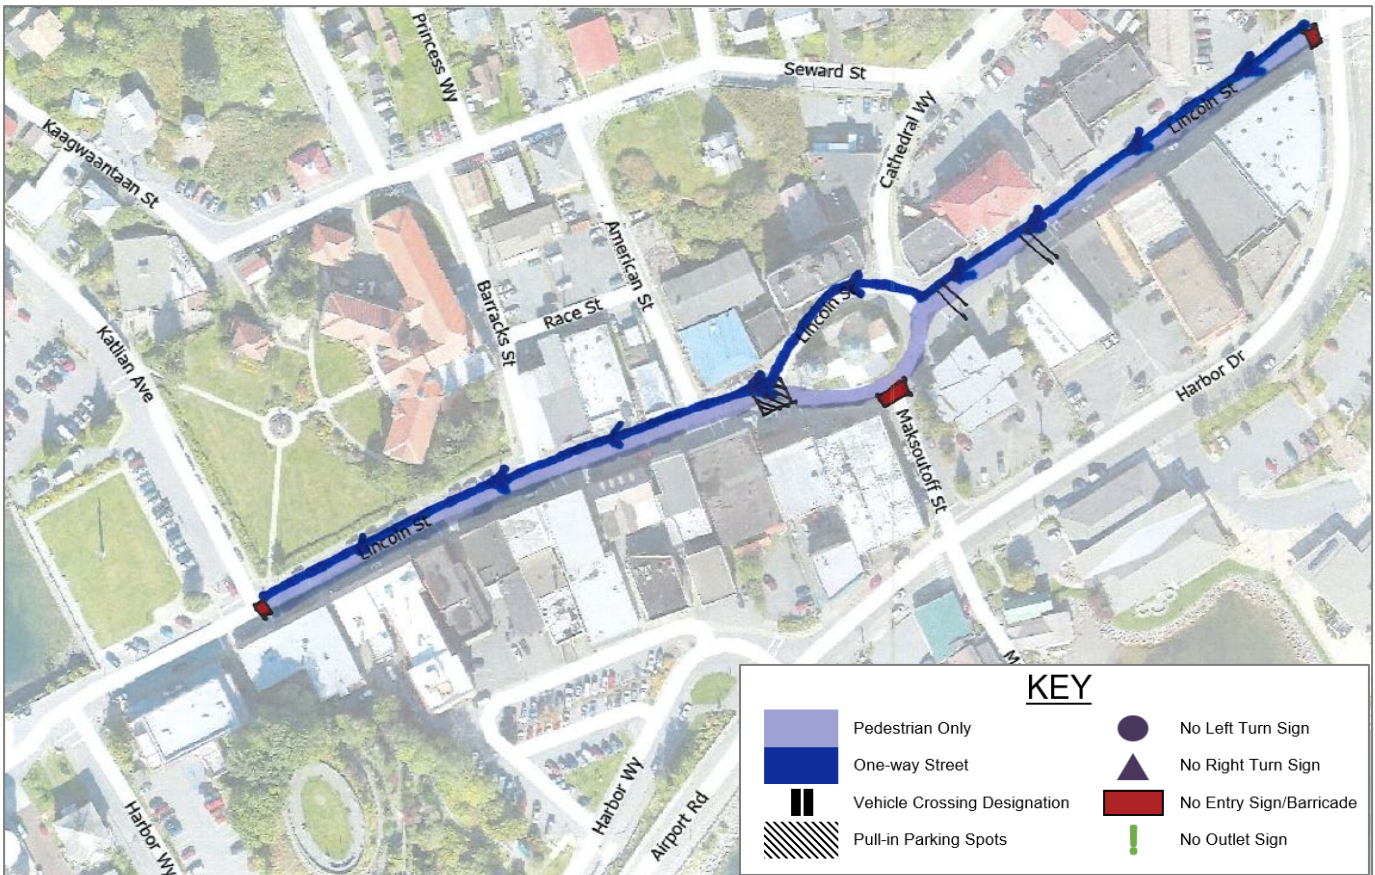 Princess Wy
Seward St
Lincoln St
Kaagwaantaan St
Cathedral Wy
American St
Barracks St
Race St
Lincoln St
Katlian Ave
Harbor Dr
Maksoutoff St
Lincoln St
M
Harbor Wy
Harbor Wy
Airport Rd
KEY
Pedestrian Only
No Left Turn Sign
One-way Street
No Right Turn Sign
Vehicle Crossing Designation
No Entry Sign/Barricade
Pull-in Parking Spots
No Outlet Sign